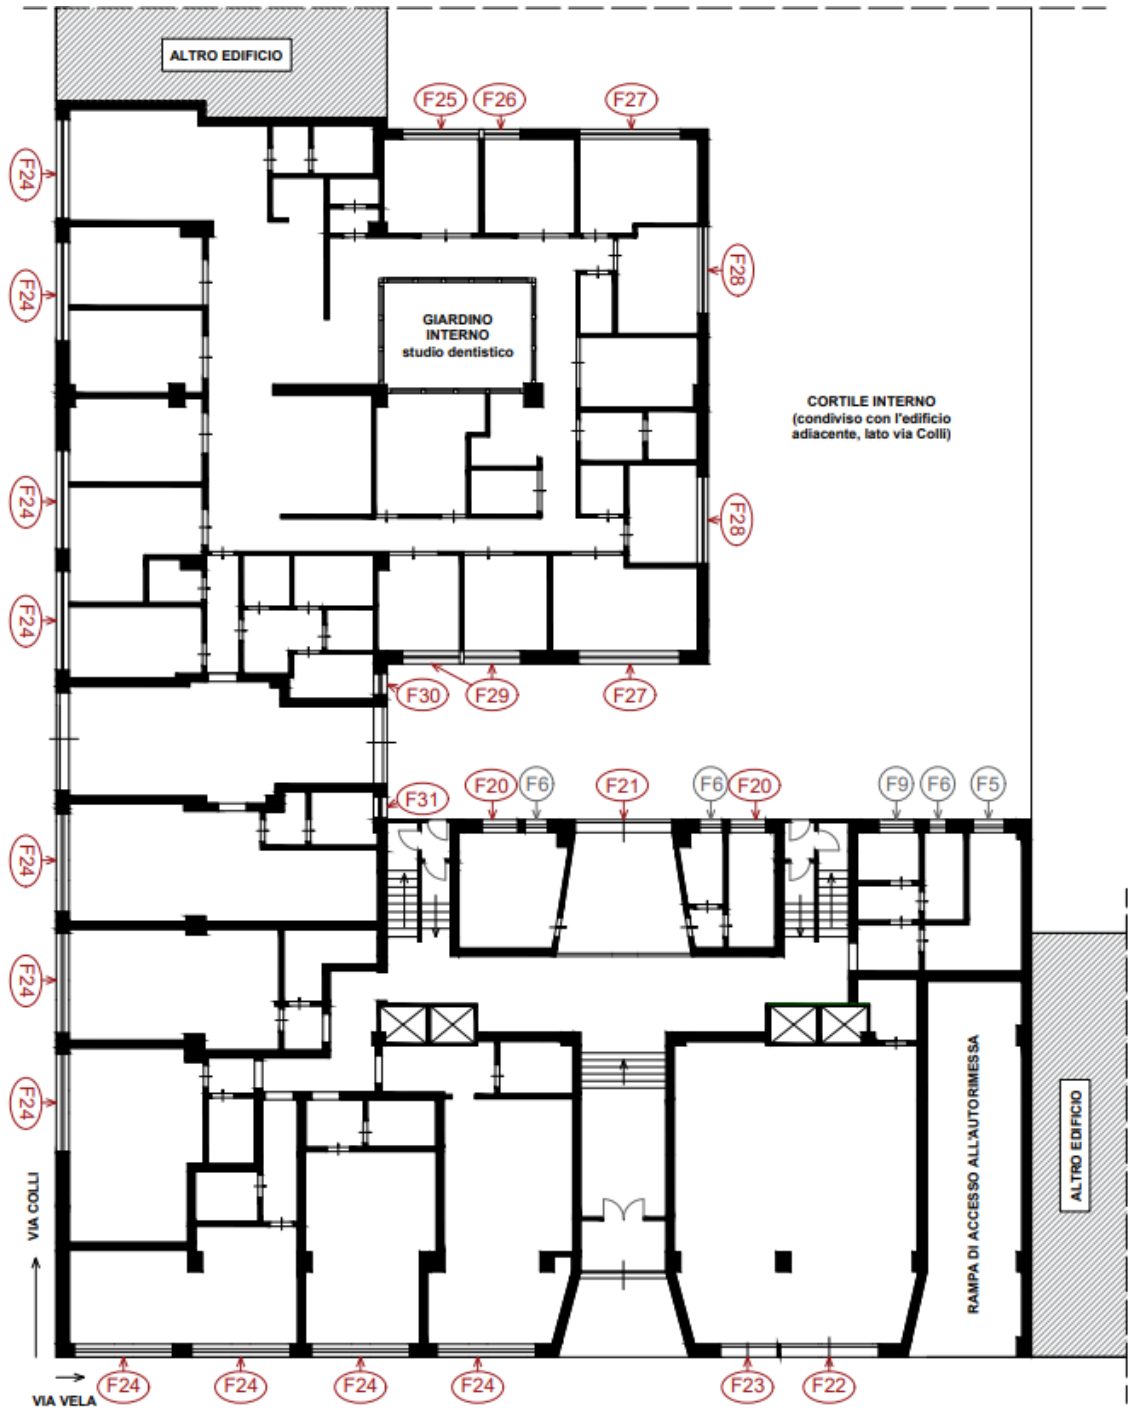 ALTRO EDIFICIO
F25
F26
F27
F24
F24
F28
GIARDINO
INTERNO
studio dentistico
CORTILE INTERNO
(condiviso con l'edificio
adiacente, lato via Colli)
F24
F28
F24
F30
F29
F27
F31
F20
F6
F21
F6
F20
F9
F6
F5
F24
F24
F24
RAMPA DI ACCESSO ALL'AUTORIMESSA
ALTRO EDIFICIO
VIA COLLI
F24
F24
F24
F24
F23
F22
VIA VELA